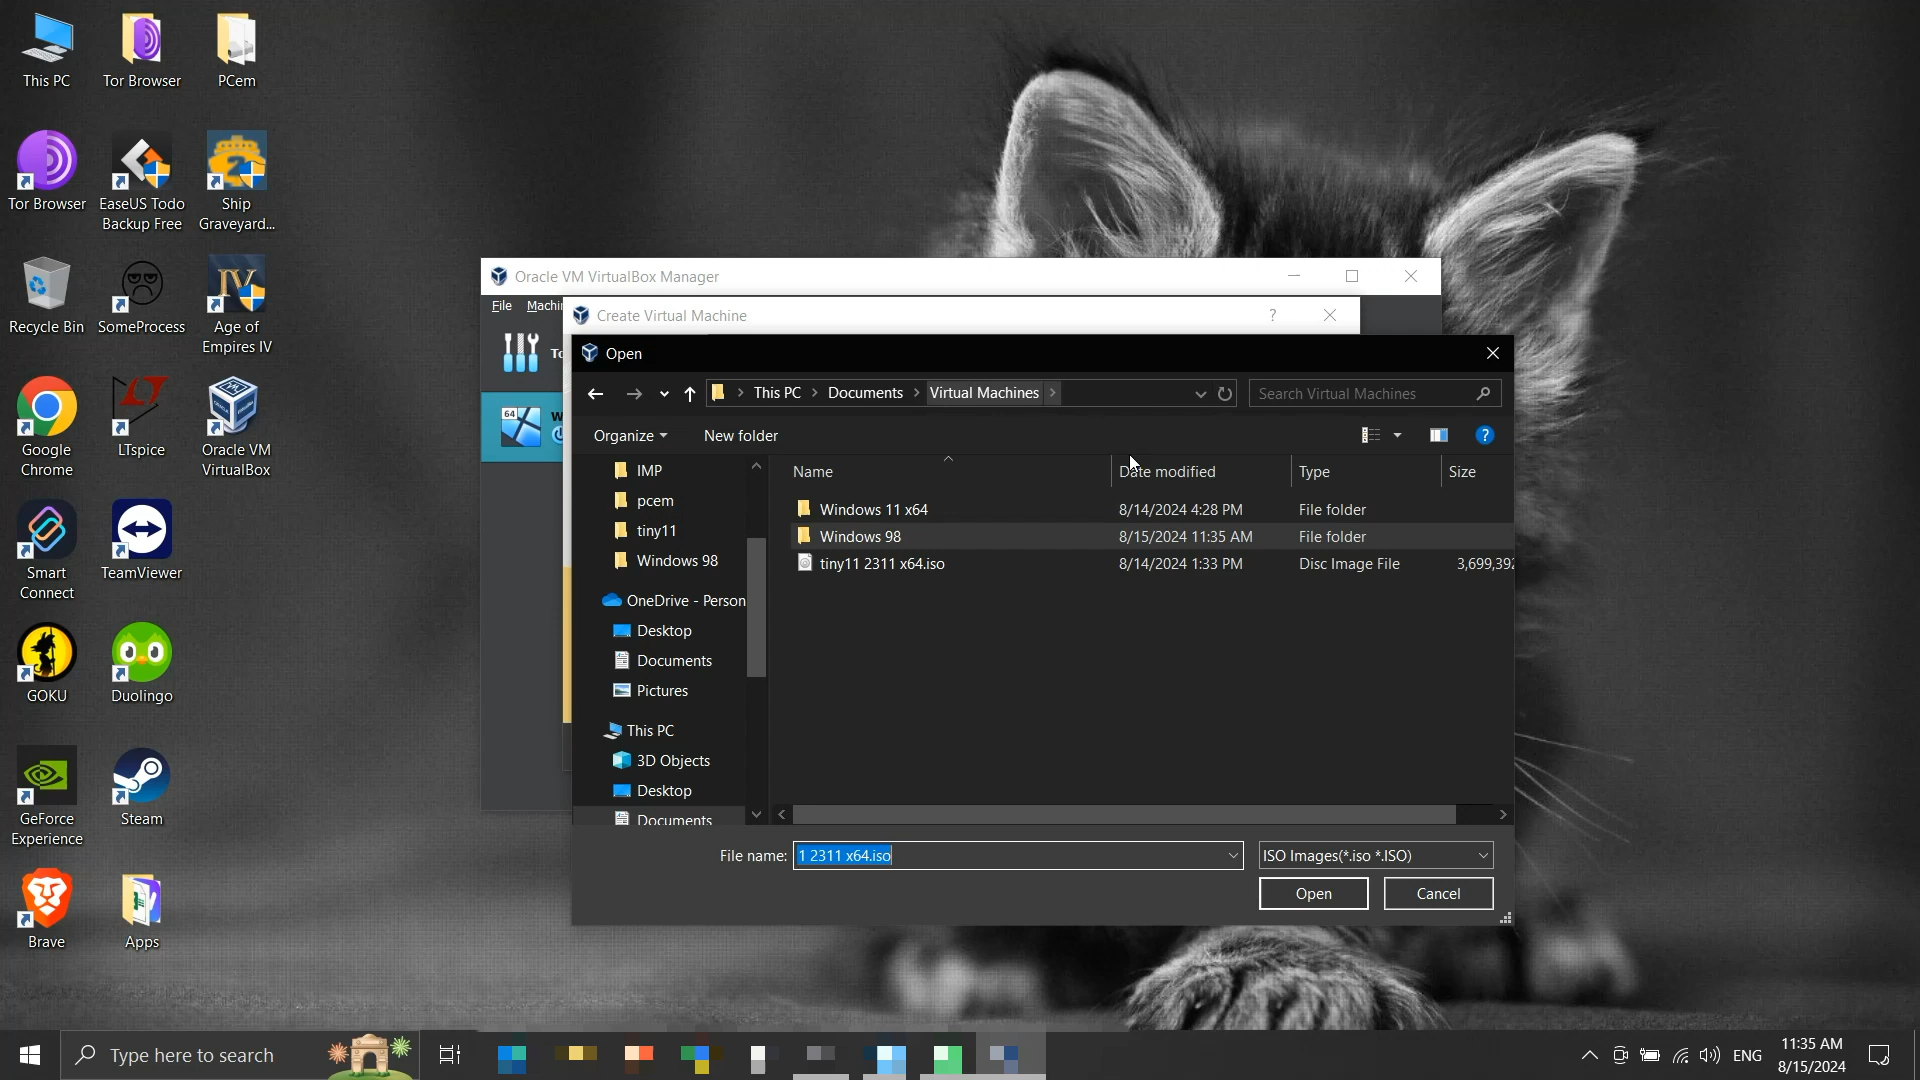 This PC
Tor Browser
PCem
Tor Browser
EaseUS Todo
Backup Free
Ship
Graveyard...
Recycle Bin
SomeProcess
Age of
Empires IV
Google
Chrome
LTspice
Oracle VM
VirtualBox
Smart
Connect
TeamViewer
GOKU
Duolingo
GeForce
Experience
Steam
Brave
Apps
Oracle VM VirtualBox Manager
File Machin
Create Virtual Machine
?
To
64
W
Open
This PC > Documents > Virtual Machines >
Search Virtual Machines
Organize
New folder
?
IMP
pcem
tiny11
Windows 98
OneDrive - Person
Desktop
Documents
Pictures
This PC
3D Objects
Desktop
Documents
Name Date modified Type Size
Windows 11 x64 8/14/2024 4:28 PM File folder
Windows 98 8/15/2024 11:35 AM File folder
tiny11 2311 x64.iso 8/14/2024 1:33 PM Disc Image File 3,699,392
File name: 1 2311 x64.iso
ISO Images(*.iso *.ISO)
Open
Cancel
Type here to search
ENG
11:35 AM
8/15/2024